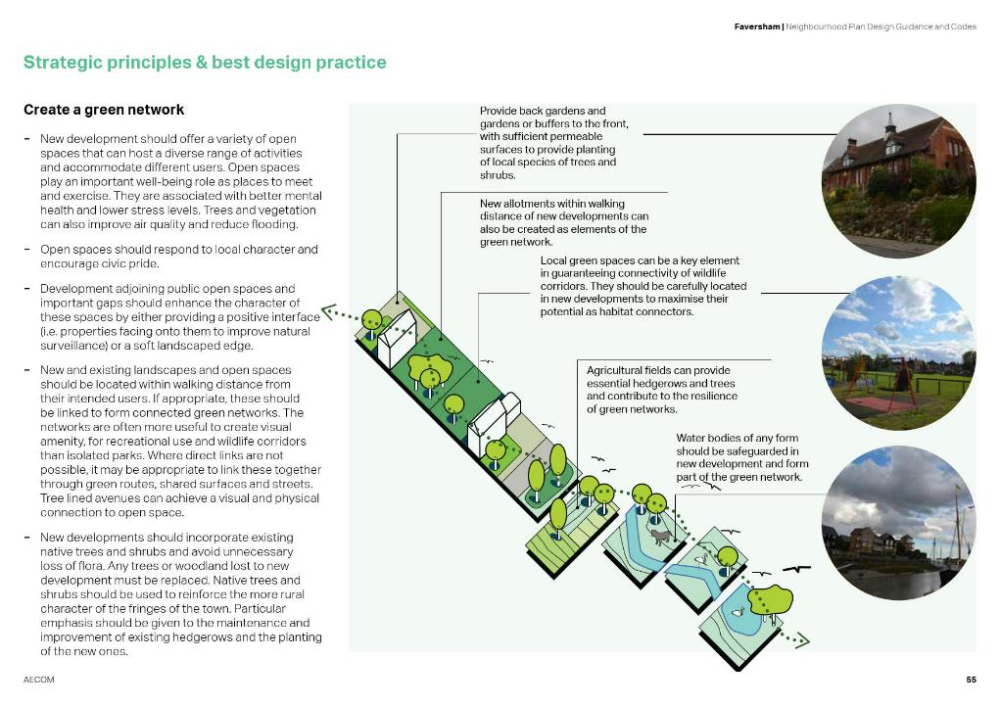 Faversham | Neighbourhood Plan Design Guidance and Codes
Strategic principles & best design practice
Create a green network
– New development should offer a variety of open
spaces that can host a diverse range of activities
and accommodate different users. Open spaces
play an important well-being role as places to meet
and exercise. They are associated with better mental
health and lower stress levels. Trees and vegetation
can also improve air quality and reduce flooding.
– Open spaces should respond to local character and
encourage civic pride.
– Development adjoining public open spaces and
important gaps should enhance the character of
these spaces by either providing a positive interface
(i.e. properties facing onto them to improve natural
surveillance) or a soft landscaped edge.
– New and existing landscapes and open spaces
should be located within walking distance from
their intended users. If appropriate, these should
be linked to form connected green networks. The
networks are often more useful to create visual
amenity, for recreational use and wildlife corridors
than isolated parks. Where direct links are not
possible, it may be appropriate to link these together
through green routes, shared surfaces and streets.
Tree lined avenues can achieve a visual and physical
connection to open space.
– New developments should incorporate existing
native trees and shrubs and avoid unnecessary
loss of flora. Any trees or woodland lost to new
development must be replaced. Native trees and
shrubs should be used to reinforce the more rural
character of the fringes of the town. Particular
emphasis should be given to the maintenance and
improvement of existing hedgerows and the planting
of the new ones.
Provide back gardens and
gardens or buffers to the front,
with sufficient permeable
surfaces to provide planting
of local species of trees and
shrubs.
New allotments within walking
distance of new developments can
also be created as elements of the
green network.
Local green spaces can be a key element
in guaranteeing connectivity of wildlife
corridors. They should be carefully located
in new developments to maximise their
potential as habitat connectors.
Agricultural fields can provide
essential hedgerows and trees
and contribute to the resilience
of green networks.
Water bodies of any form
should be safeguarded in
new development and form
part of the green network.
AECOM
55